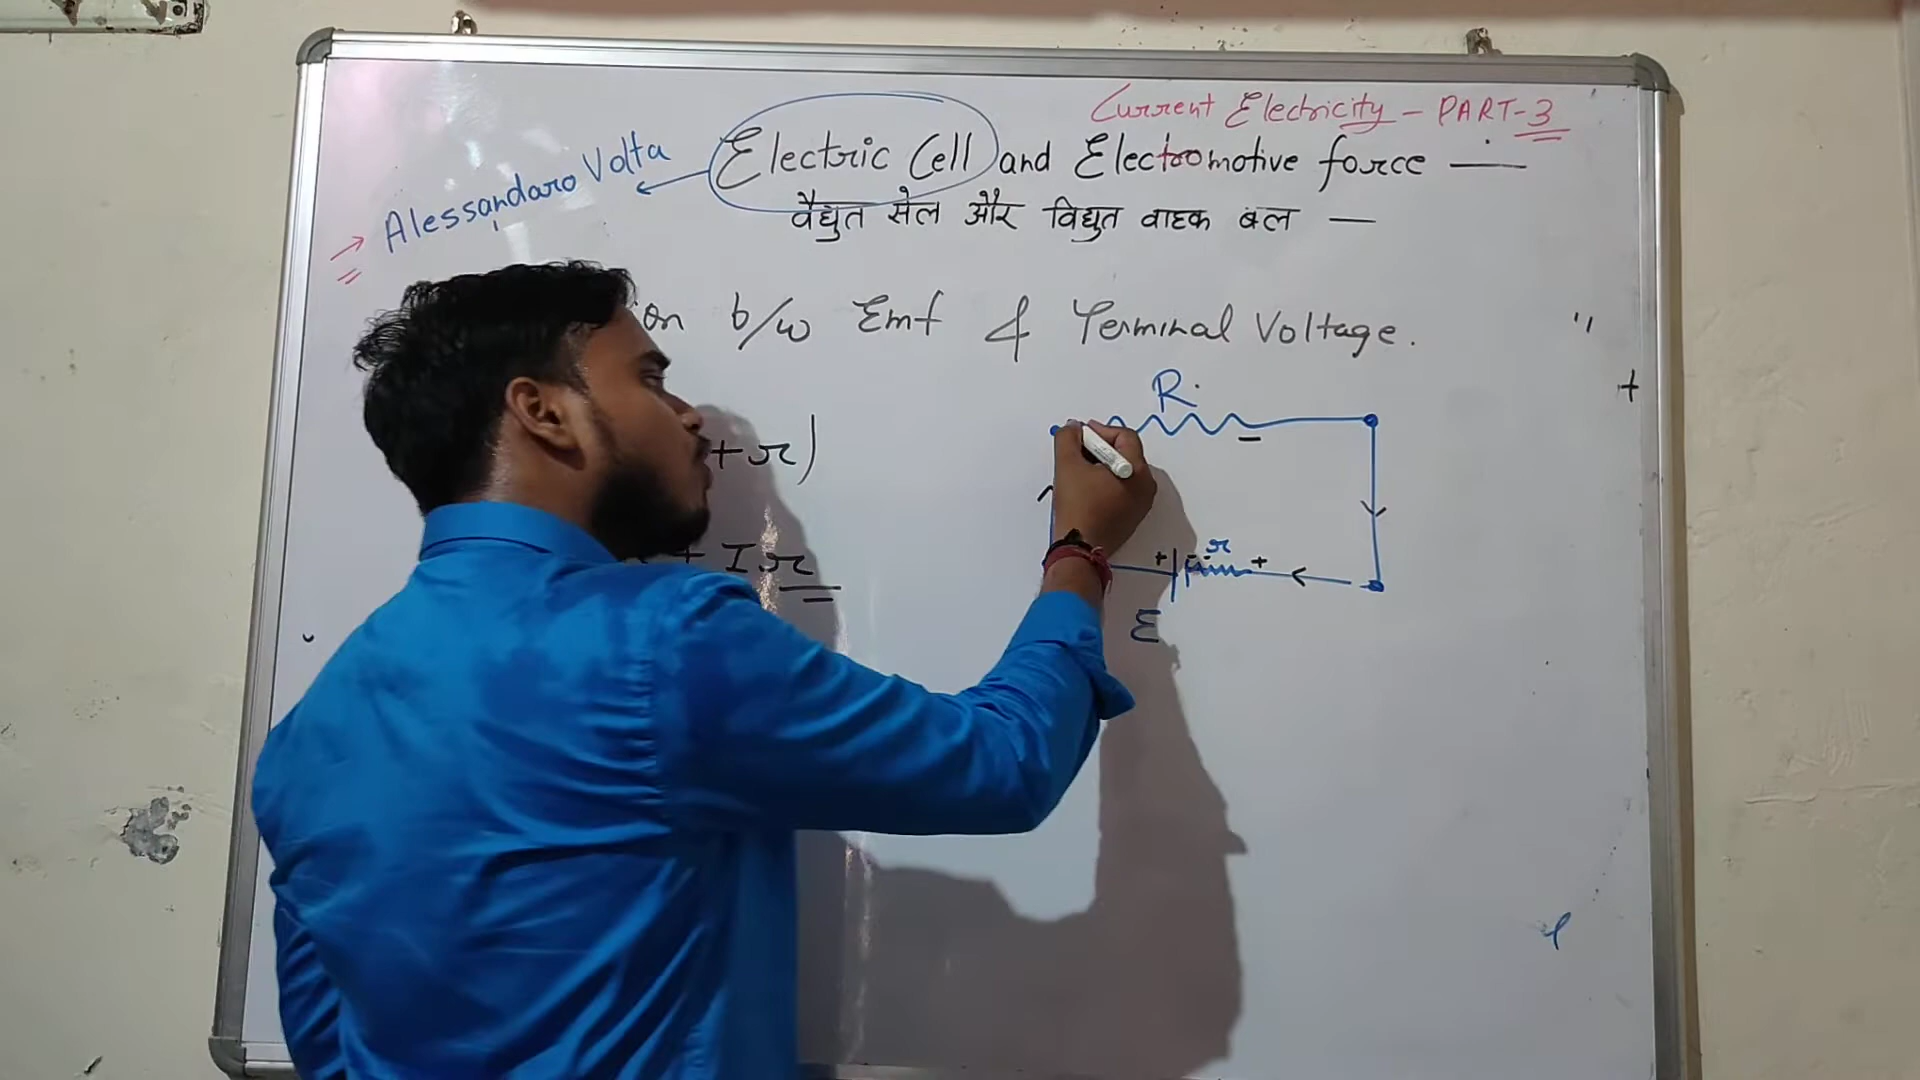 Current Electricity - PART-3
Electric Cell and Electromotive force —
Alessandaro Volta
वैद्युत सेल और विद्युत वाहक बल —
on b/w Emf & Terminal Voltage.
R
+r)
+ Ir
r
+ - +
-
E
+